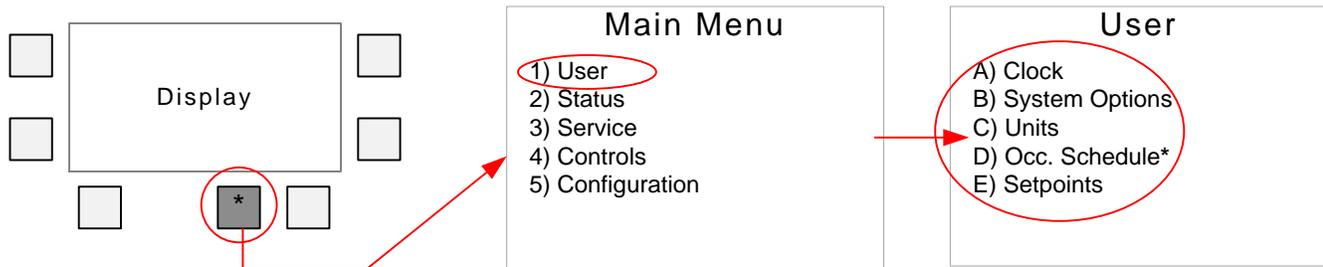 Display
*
Main Menu
1) User
2) Status
3) Service
4) Controls
5) Configuration
User
A) Clock
B) System Options
C) Units
D) Occ. Schedule*
E) Setpoints